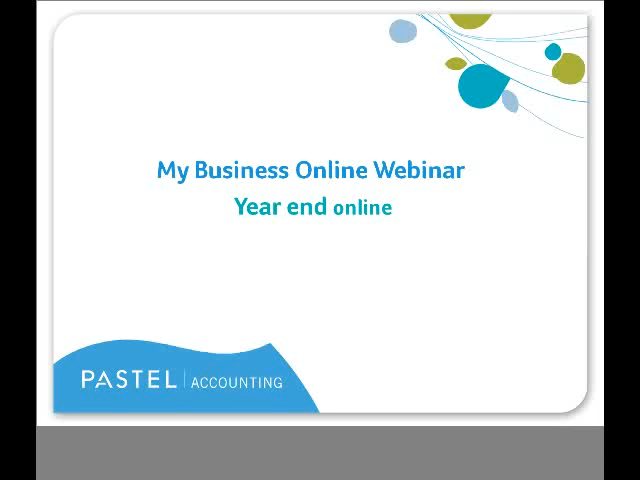 My Business Online Webinar
Year end online
PASTEL | ACCOUNTING